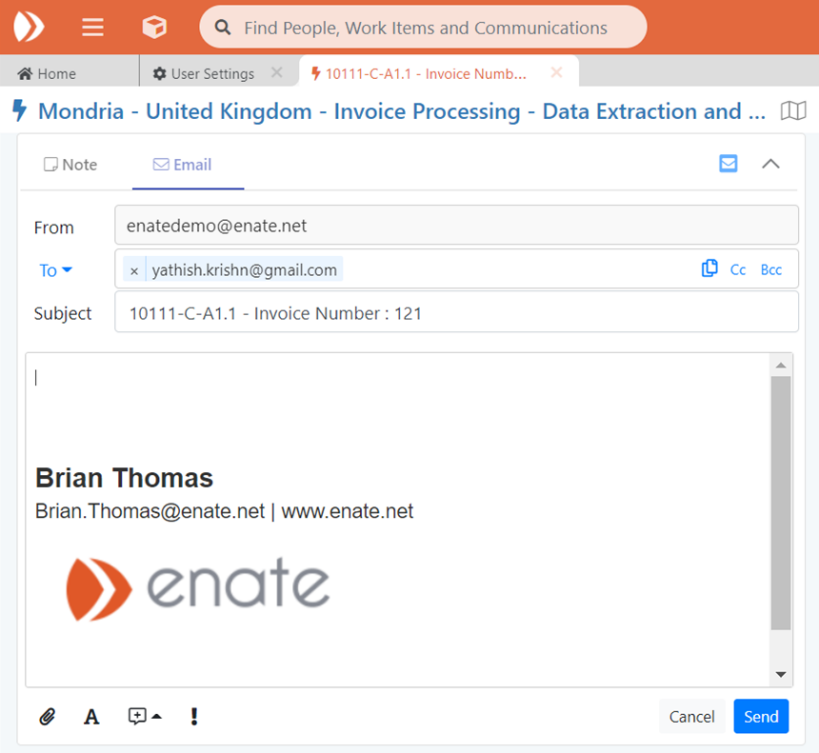 Find People, Work Items and Communications
Home
User Settings
10111-C-A1.1 - Invoice Numb...
Mondria - United Kingdom - Invoice Processing - Data Extraction and ...
Note
Email
From
enatedemo@enate.net
To
× yathish.krishn@gmail.com
Cc
Bcc
Subject
10111-C-A1.1 - Invoice Number : 121
Brian Thomas
Brian.Thomas@enate.net | www.enate.net
enate
A
Cancel
Send